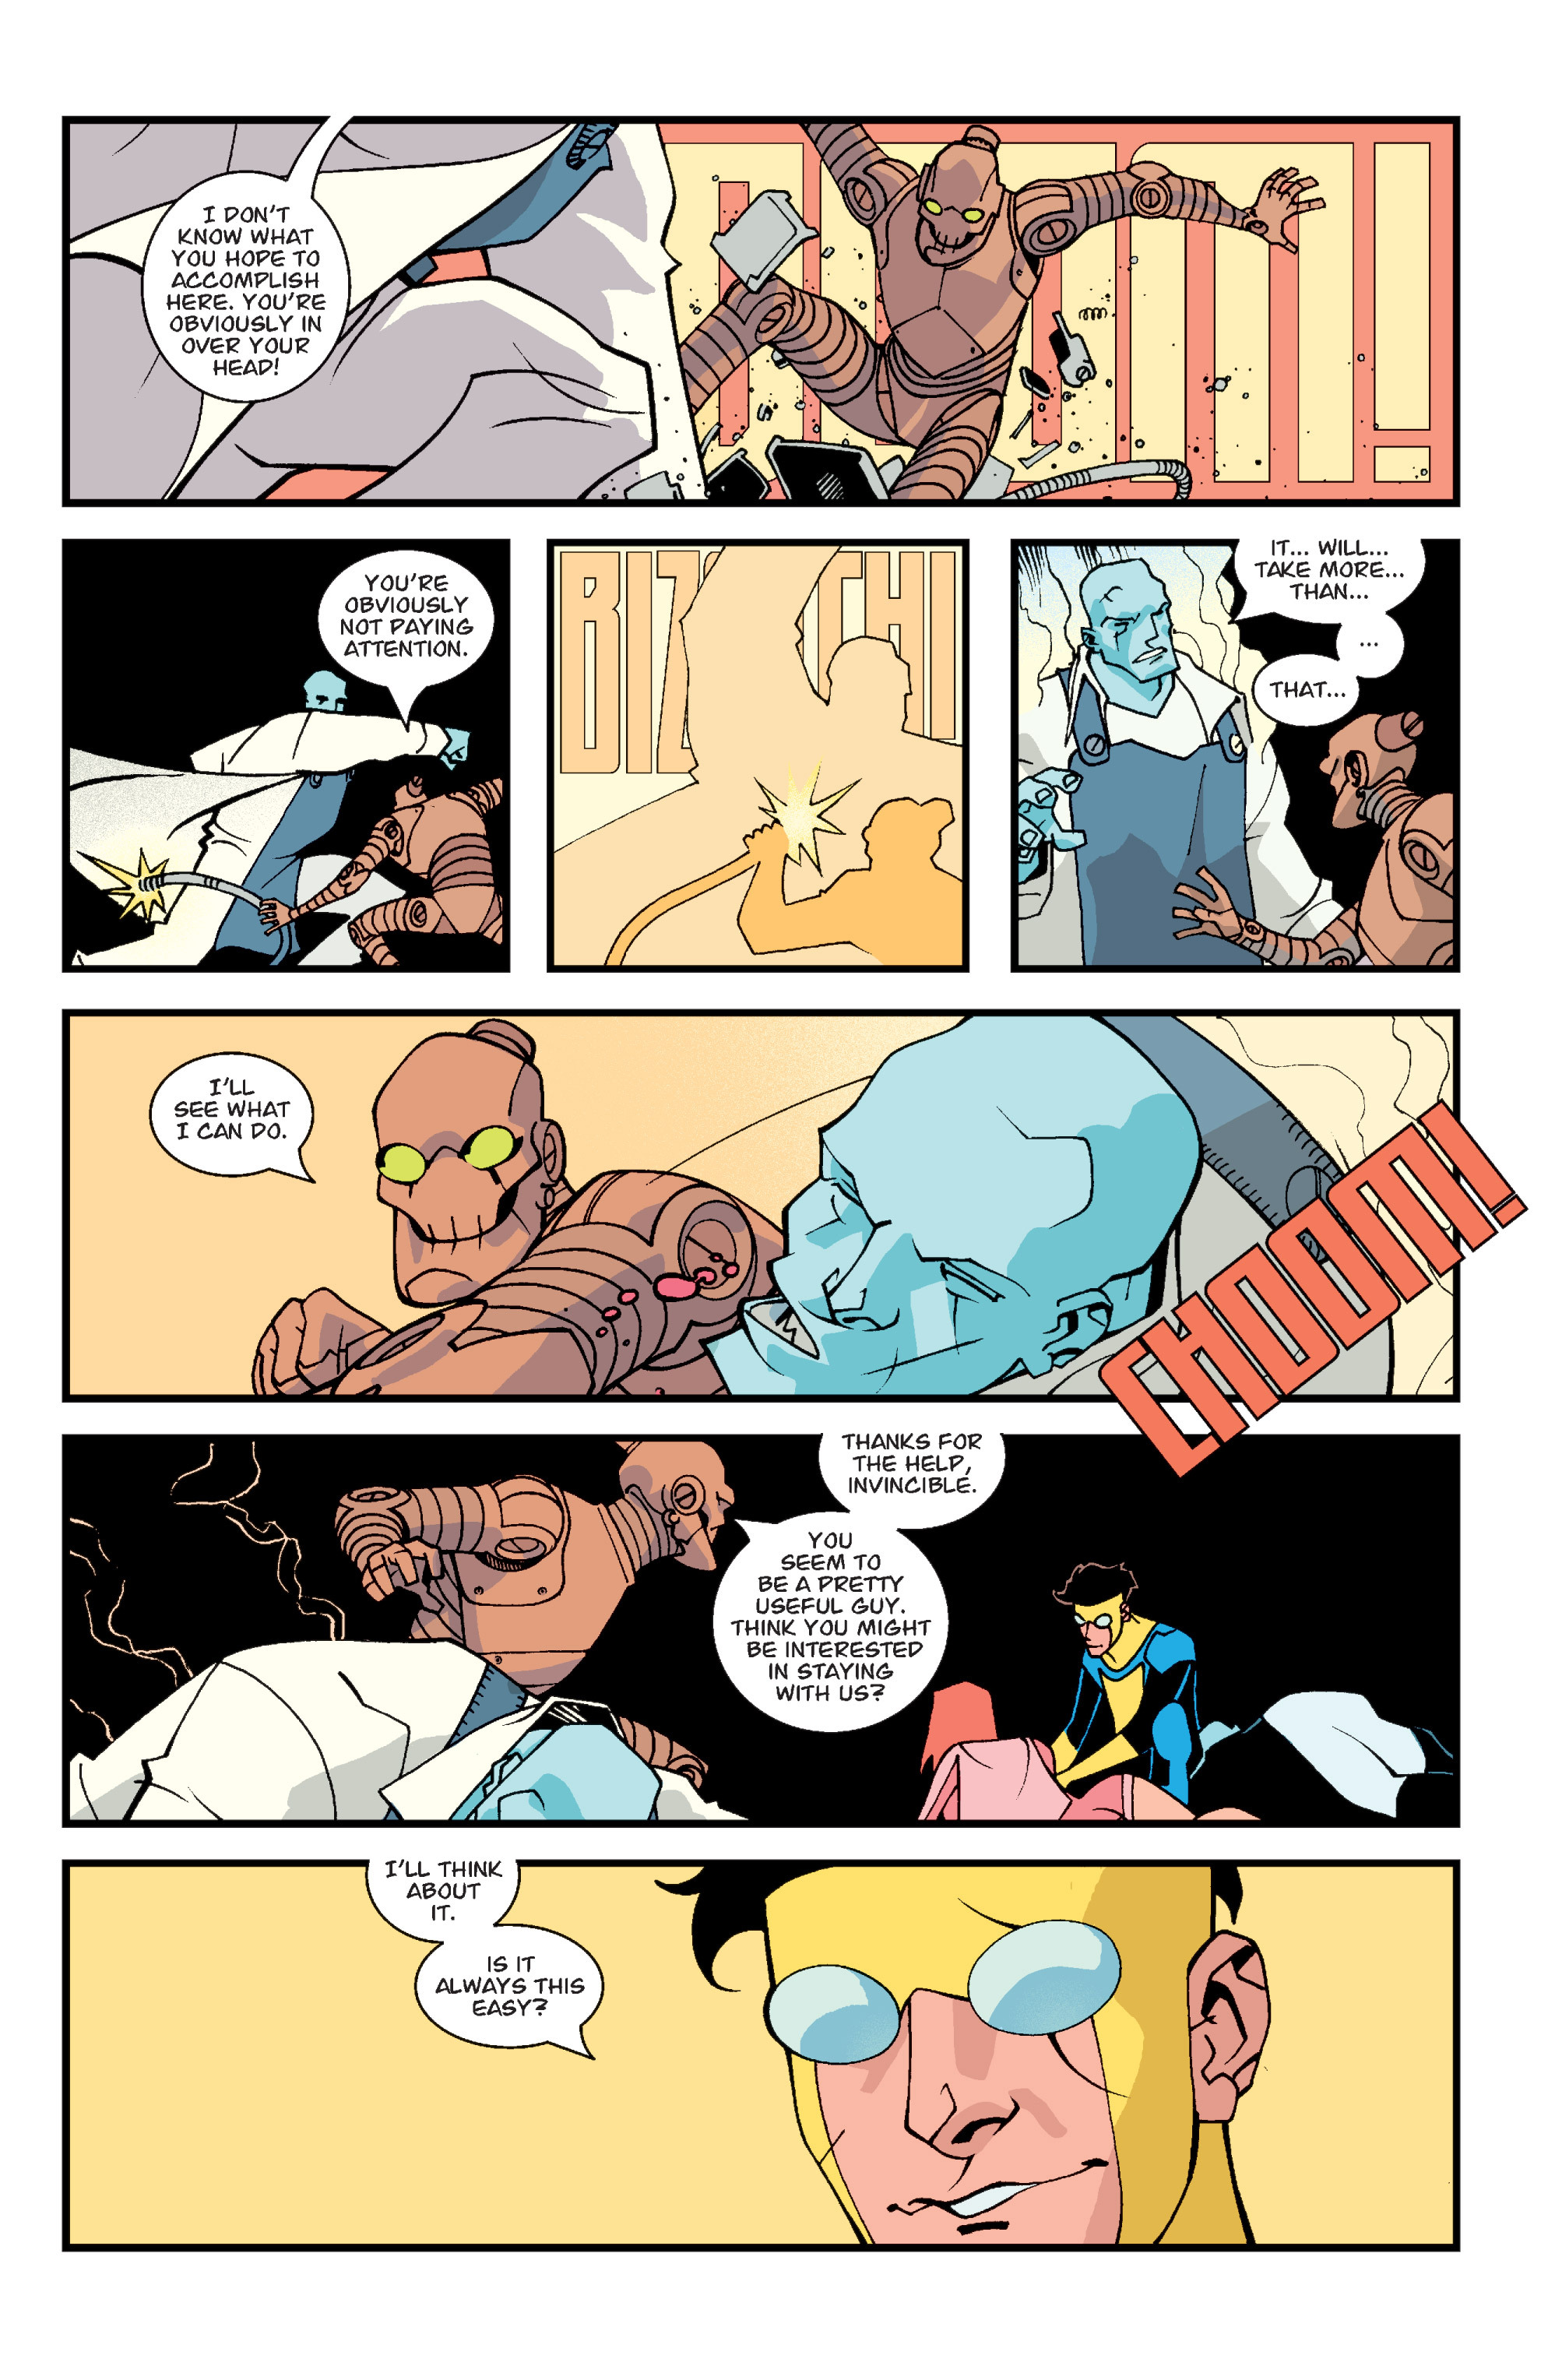 I DON'T
KNOW WHAT
YOU HOPE TO
ACCOMPLISH
HERE. YOU'RE
OBVIOUSLY IN
OVER YOUR
HEAD!
YOU'RE
OBVIOUSLY
NOT PAYING
ATTENTION.
IT... WILL...
TAKE MORE...
THAN...
...
THAT...
I'LL
SEE WHAT
I CAN DO.
CHOOM!
THANKS FOR
THE HELP,
INVINCIBLE.
YOU
SEEM TO
BE A PRETTY
USEFUL GUY.
THINK YOU MIGHT
BE INTERESTED
IN STAYING
WITH US?
I'LL THINK
ABOUT
IT.
IS IT
ALWAYS THIS
EASY?